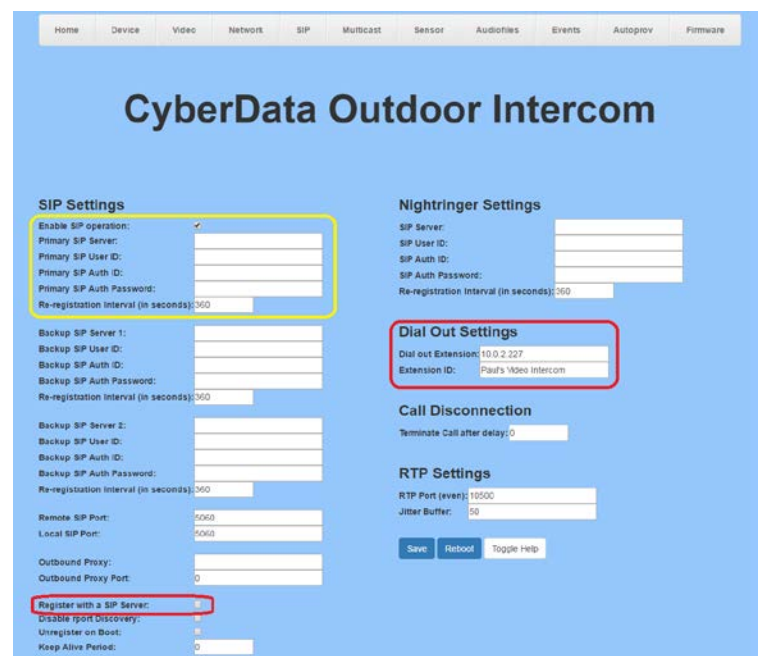 Home Device Video Network SIP Multicast Sensor Audiofiles Events Autoprov Firmware
CyberData Outdoor Intercom
SIP Settings
Enable SIP operation:
Primary SIP Server:
Primary SIP User ID:
Primary SIP Auth ID:
Primary SIP Auth Password:
Re-registration Interval (in seconds): 360
Backup SIP Server 1:
Backup SIP User ID:
Backup SIP Auth ID:
Backup SIP Auth Password:
Re-registration Interval (in seconds): 360
Backup SIP Server 2:
Backup SIP User ID:
Backup SIP Auth ID:
Backup SIP Auth Password:
Re-registration Interval (in seconds): 360
Remote SIP Port: 5060
Local SIP Port: 5060
Outbound Proxy:
Outbound Proxy Port: 0
Register with a SIP Server:
Disable rport Discovery:
Unregister on Boot:
Keep Alive Period: 0
Nightringer Settings
SIP Server:
SIP User ID:
SIP Auth ID:
SIP Auth Password:
Re-registration Interval (in seconds): 360
Dial Out Settings
Dial out Extension: 10.0.2.227
Extension ID: Paul's Video Intercom
Call Disconnection
Terminate Call after delay: 0
RTP Settings
RTP Port (even): 10500
Jitter Buffer: 50
Save Reboot Toggle Help